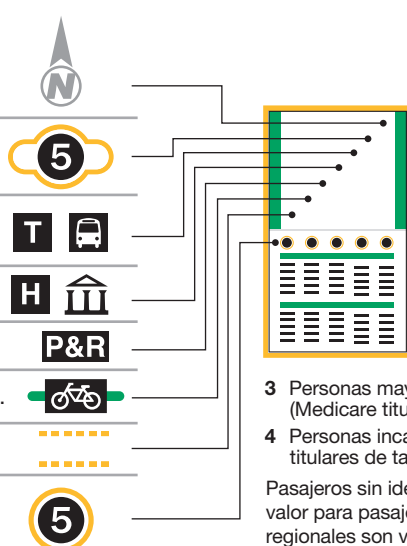 N
5
T
H
P&R
.
5
3 Personas may
(Medicare titu
4 Personas inca
titulares de ta
Pasajeros sin ide
valor para pasaje
regionales son v